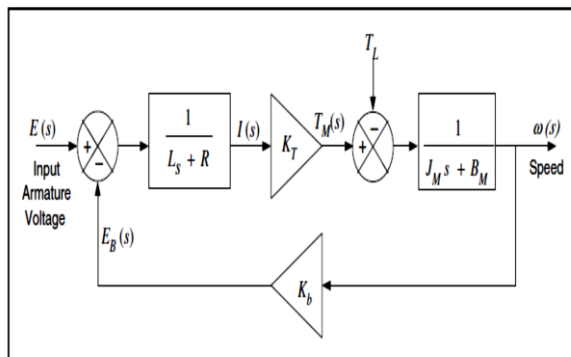 T_L
E(s)
+
−
1
L_s + R
I(s)
K_T
T_M(s)
−
+
1
J_M s + B_M
ω(s)
Input
Armature
Voltage
Speed
E_B(s)
K_b